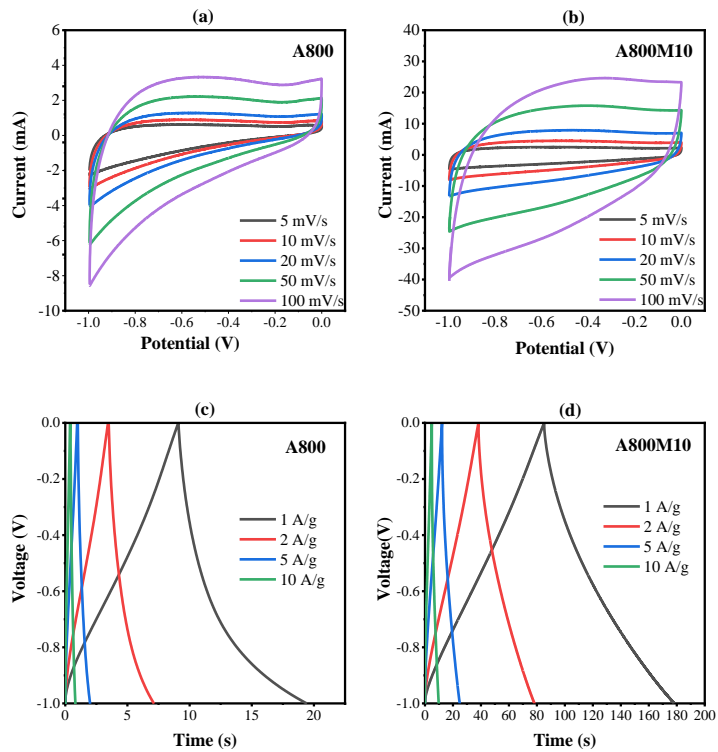 (a)
A800
6
4
2
0
-2
-4
-6
-8
-10
Current (mA)
5 mV/s
10 mV/s
20 mV/s
50 mV/s
100 mV/s
-1.0 -0.8 -0.6 -0.4 -0.2 0.0
Potential (V)
(b)
A800M10
40
30
20
10
0
-10
-20
-30
-40
-50
Current (mA)
5 mV/s
10 mV/s
20 mV/s
50 mV/s
100 mV/s
-1.0 -0.8 -0.6 -0.4 -0.2 0.0
Potential (V)
(c)
A800
0.0
-0.2
-0.4
-0.6
-0.8
-1.0
Voltage (V)
1 A/g
2 A/g
5 A/g
10 A/g
0 5 10 15 20
Time (s)
(d)
A800M10
0.0
-0.2
-0.4
-0.6
-0.8
-1.0
Voltage(V)
1 A/g
2 A/g
5 A/g
10 A/g
0 20 40 60 80 100 120 140 160 180 200
Time (s)